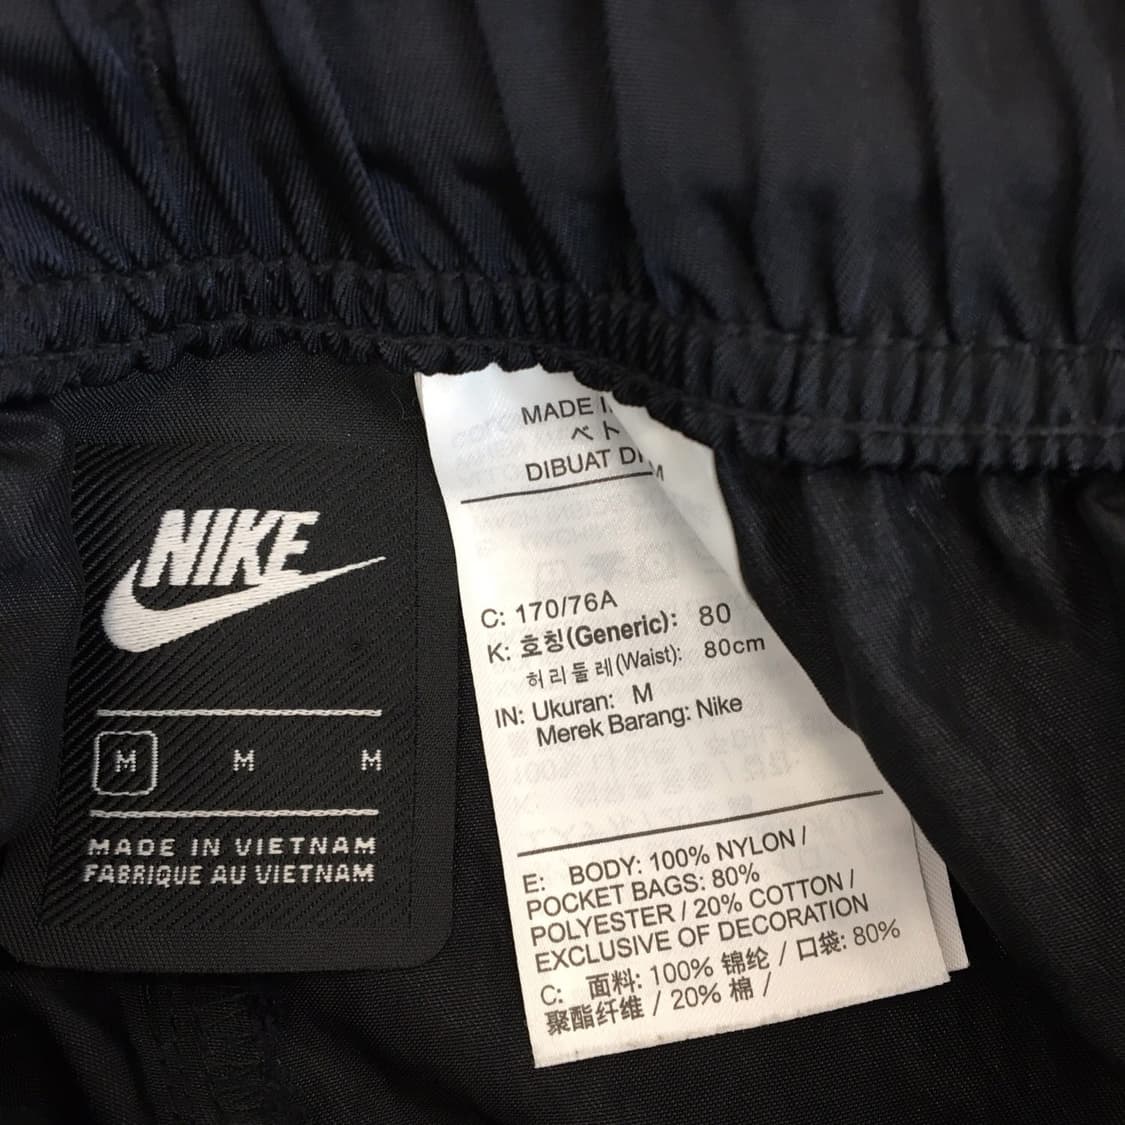 NIKE
M M M
MADE IN VIETNAM
FABRIQUE AU VIETNAM
MADE
ベト
DIBUAT DI
C: 170/76A
K: 호칭(Generic): 80
허리둘레(Waist): 80cm
IN: Ukuran: M
Merek Barang: Nike
E: BODY: 100% NYLON /
POCKET BAGS: 80%
POLYESTER / 20% COTTON /
EXCLUSIVE OF DECORATION
C: 面料: 100% 锦纶 / 口袋: 80%
聚酯纤维 / 20% 棉 /